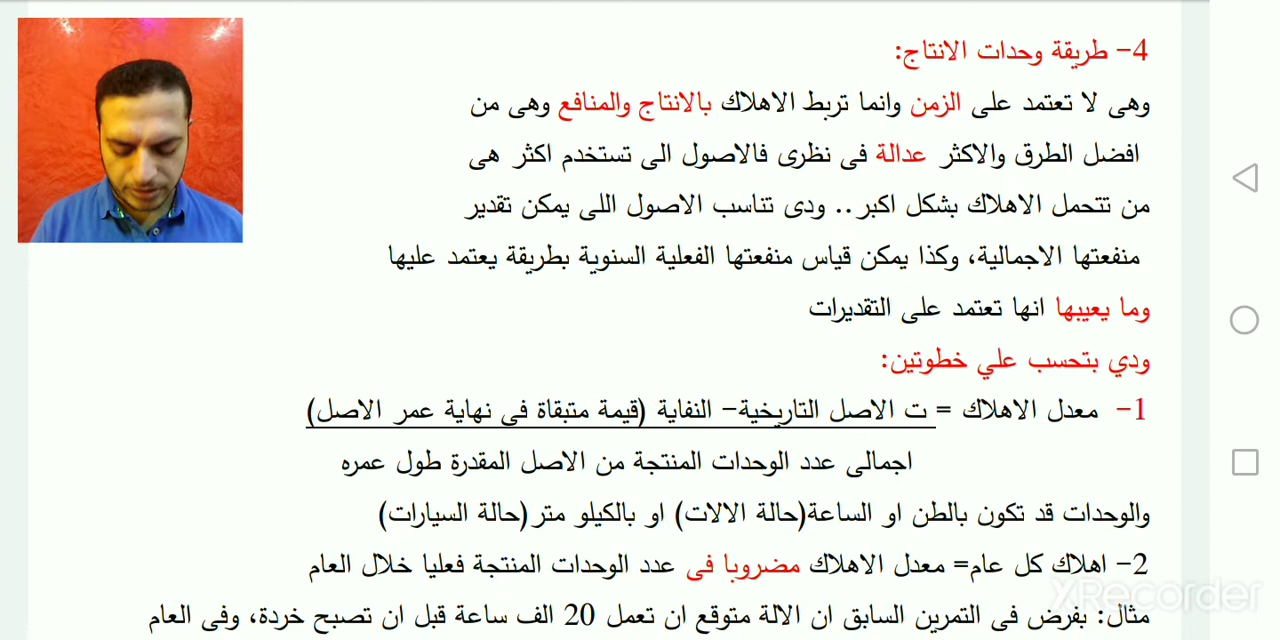 4- طريقة وحدات الانتاج:
وهى لا تعتمد على الزمن وانما تربط الاهلاك بالانتاج والمنافع وهى من
افضل الطرق والاكثر عدالة فى نظرى فالاصول الى تستخدم اكثر هى
من تتحمل الاهلاك بشكل اكبر.. ودى تناسب الاصول اللى يمكن تقدير
منفعتها الاجمالية، وكذا يمكن قياس منفعتها الفعلية السنوية بطريقة يعتمد عليها
وما يعيبها انها تعتمد على التقديرات
ودي بتحسب علي خطوتين:
1- معدل الاهلاك = ت الاصل التاريخية- النفاية (قيمة متبقاة فى نهاية عمر الاصل)
اجمالى عدد الوحدات المنتجة من الاصل المقدرة طول عمره
والوحدات قد تكون بالطن او الساعة(حالة الالات) او بالكيلو متر(حالة السيارات)
2- اهلاك كل عام= معدل الاهلاك مضروبا فى عدد الوحدات المنتجة فعليا خلال العام
مثال: بفرض فى التمرين السابق ان الالة متوقع ان تعمل 20 الف ساعة قبل ان تصبح خردة، وفى العام
XRecorder